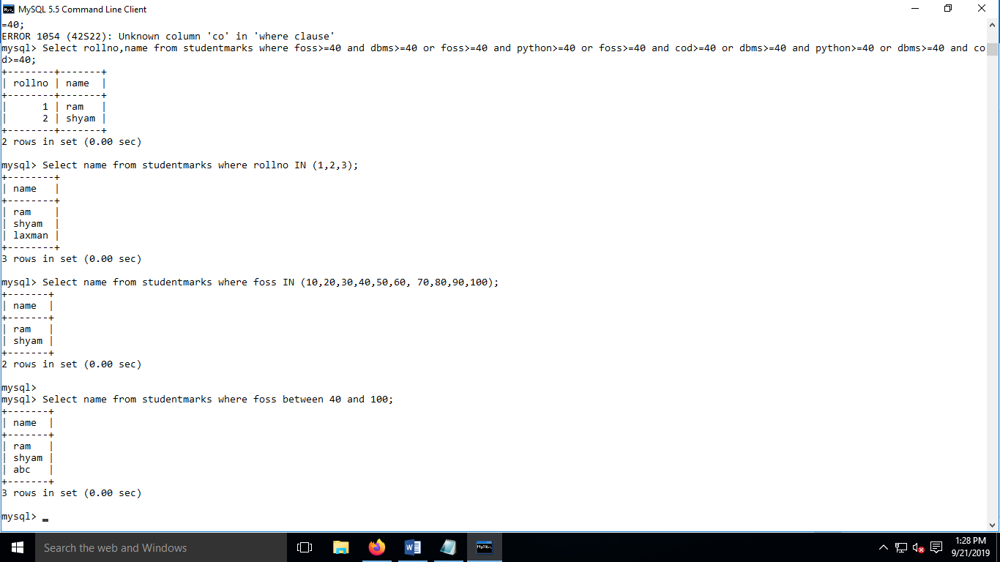 MySQL 5.5 Command Line Client
=40;
ERROR 1054 (42S22): Unknown column 'co' in 'where clause'
mysql> Select rollno,name from studentmarks where foss>=40 and dbms>=40 or foss>=40 and python>=40 or foss>=40 and cod>=40 or dbms>=40 and python>=40 or dbms>=40 and co
d>=40;
+--------+-------+
| rollno | name  |
+--------+-------+
|      1 | ram   |
|      2 | shyam |
+--------+-------+
2 rows in set (0.00 sec)
mysql> Select name from studentmarks where rollno IN (1,2,3);
+--------+
| name   |
+--------+
| ram    |
| shyam  |
| laxman |
+--------+
3 rows in set (0.00 sec)
mysql> Select name from studentmarks where foss IN (10,20,30,40,50,60, 70,80,90,100);
+-------+
| name  |
+-------+
| ram   |
| shyam |
+-------+
2 rows in set (0.00 sec)
mysql>
mysql> Select name from studentmarks where foss between 40 and 100;
+-------+
| name  |
+-------+
| ram   |
| shyam |
| abc   |
+-------+
3 rows in set (0.00 sec)
mysql> _
Search the web and Windows
1:28 PM
9/21/2019